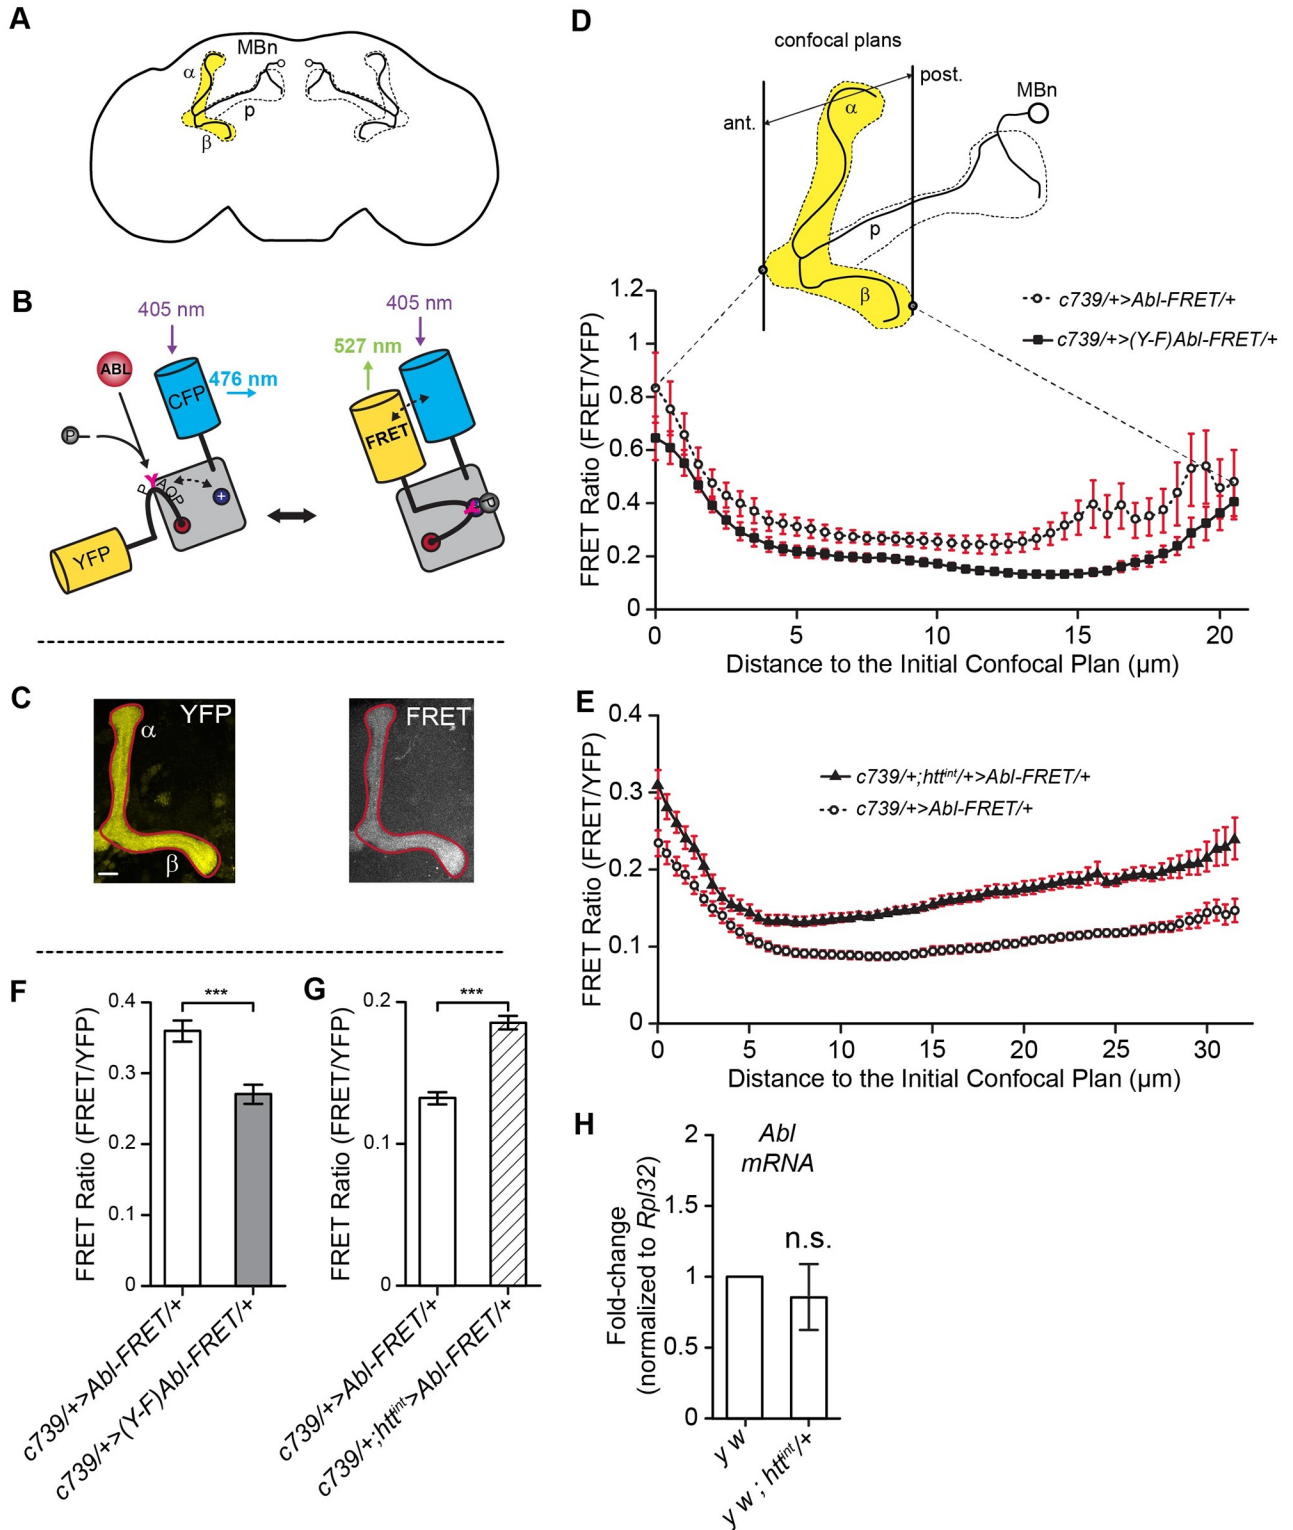 A
MBn
α
p
β
B
405 nm
405 nm
527 nm
ABL
476 nm
CFP
FRET
P
Y
P
AQP
+
P
YFP
C
YFP
α
β
FRET
D
confocal plans
post.
ant.
MBn
α
p
β
c739/+>Abl-FRET/+
c739/+>(Y-F)Abl-FRET/+
FRET Ratio (FRET/YFP)
1.2
1
0.8
0.6
0.4
0.2
0
0 5 10 15 20
Distance to the Initial Confocal Plan (µm)
E
FRET Ratio (FRET/YFP)
0.4
0.3
0.2
0.1
0
c739/+;httint/+>Abl-FRET/+
c739/+>Abl-FRET/+
0 5 10 15 20 25 30
Distance to the Initial Confocal Plan (µm)
F
FRET Ratio (FRET/YFP)
0.4
0.3
0.2
0.1
0
***
c739/+>Abl-FRET/+
c739/+>(Y-F)Abl-FRET/+
G
FRET Ratio (FRET/YFP)
0.2
0.1
0
***
c739/+>Abl-FRET/+
c739/+;httint>Abl-FRET/+
H
Abl
mRNA
Fold-change
(normalized to Rpl32)
2
1.5
1
0.5
0
n.s.
y w
y w ; httint/+